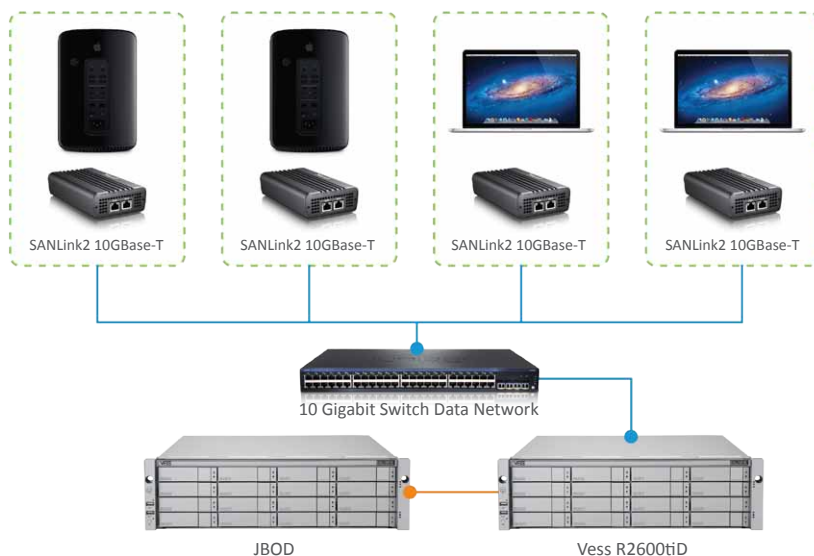 SANLink2 10GBase-T
SANLink2 10GBase-T
SANLink2 10GBase-T
SANLink2 10GBase-T
10 Gigabit Switch Data Network
JBOD
Vess R2600tiD